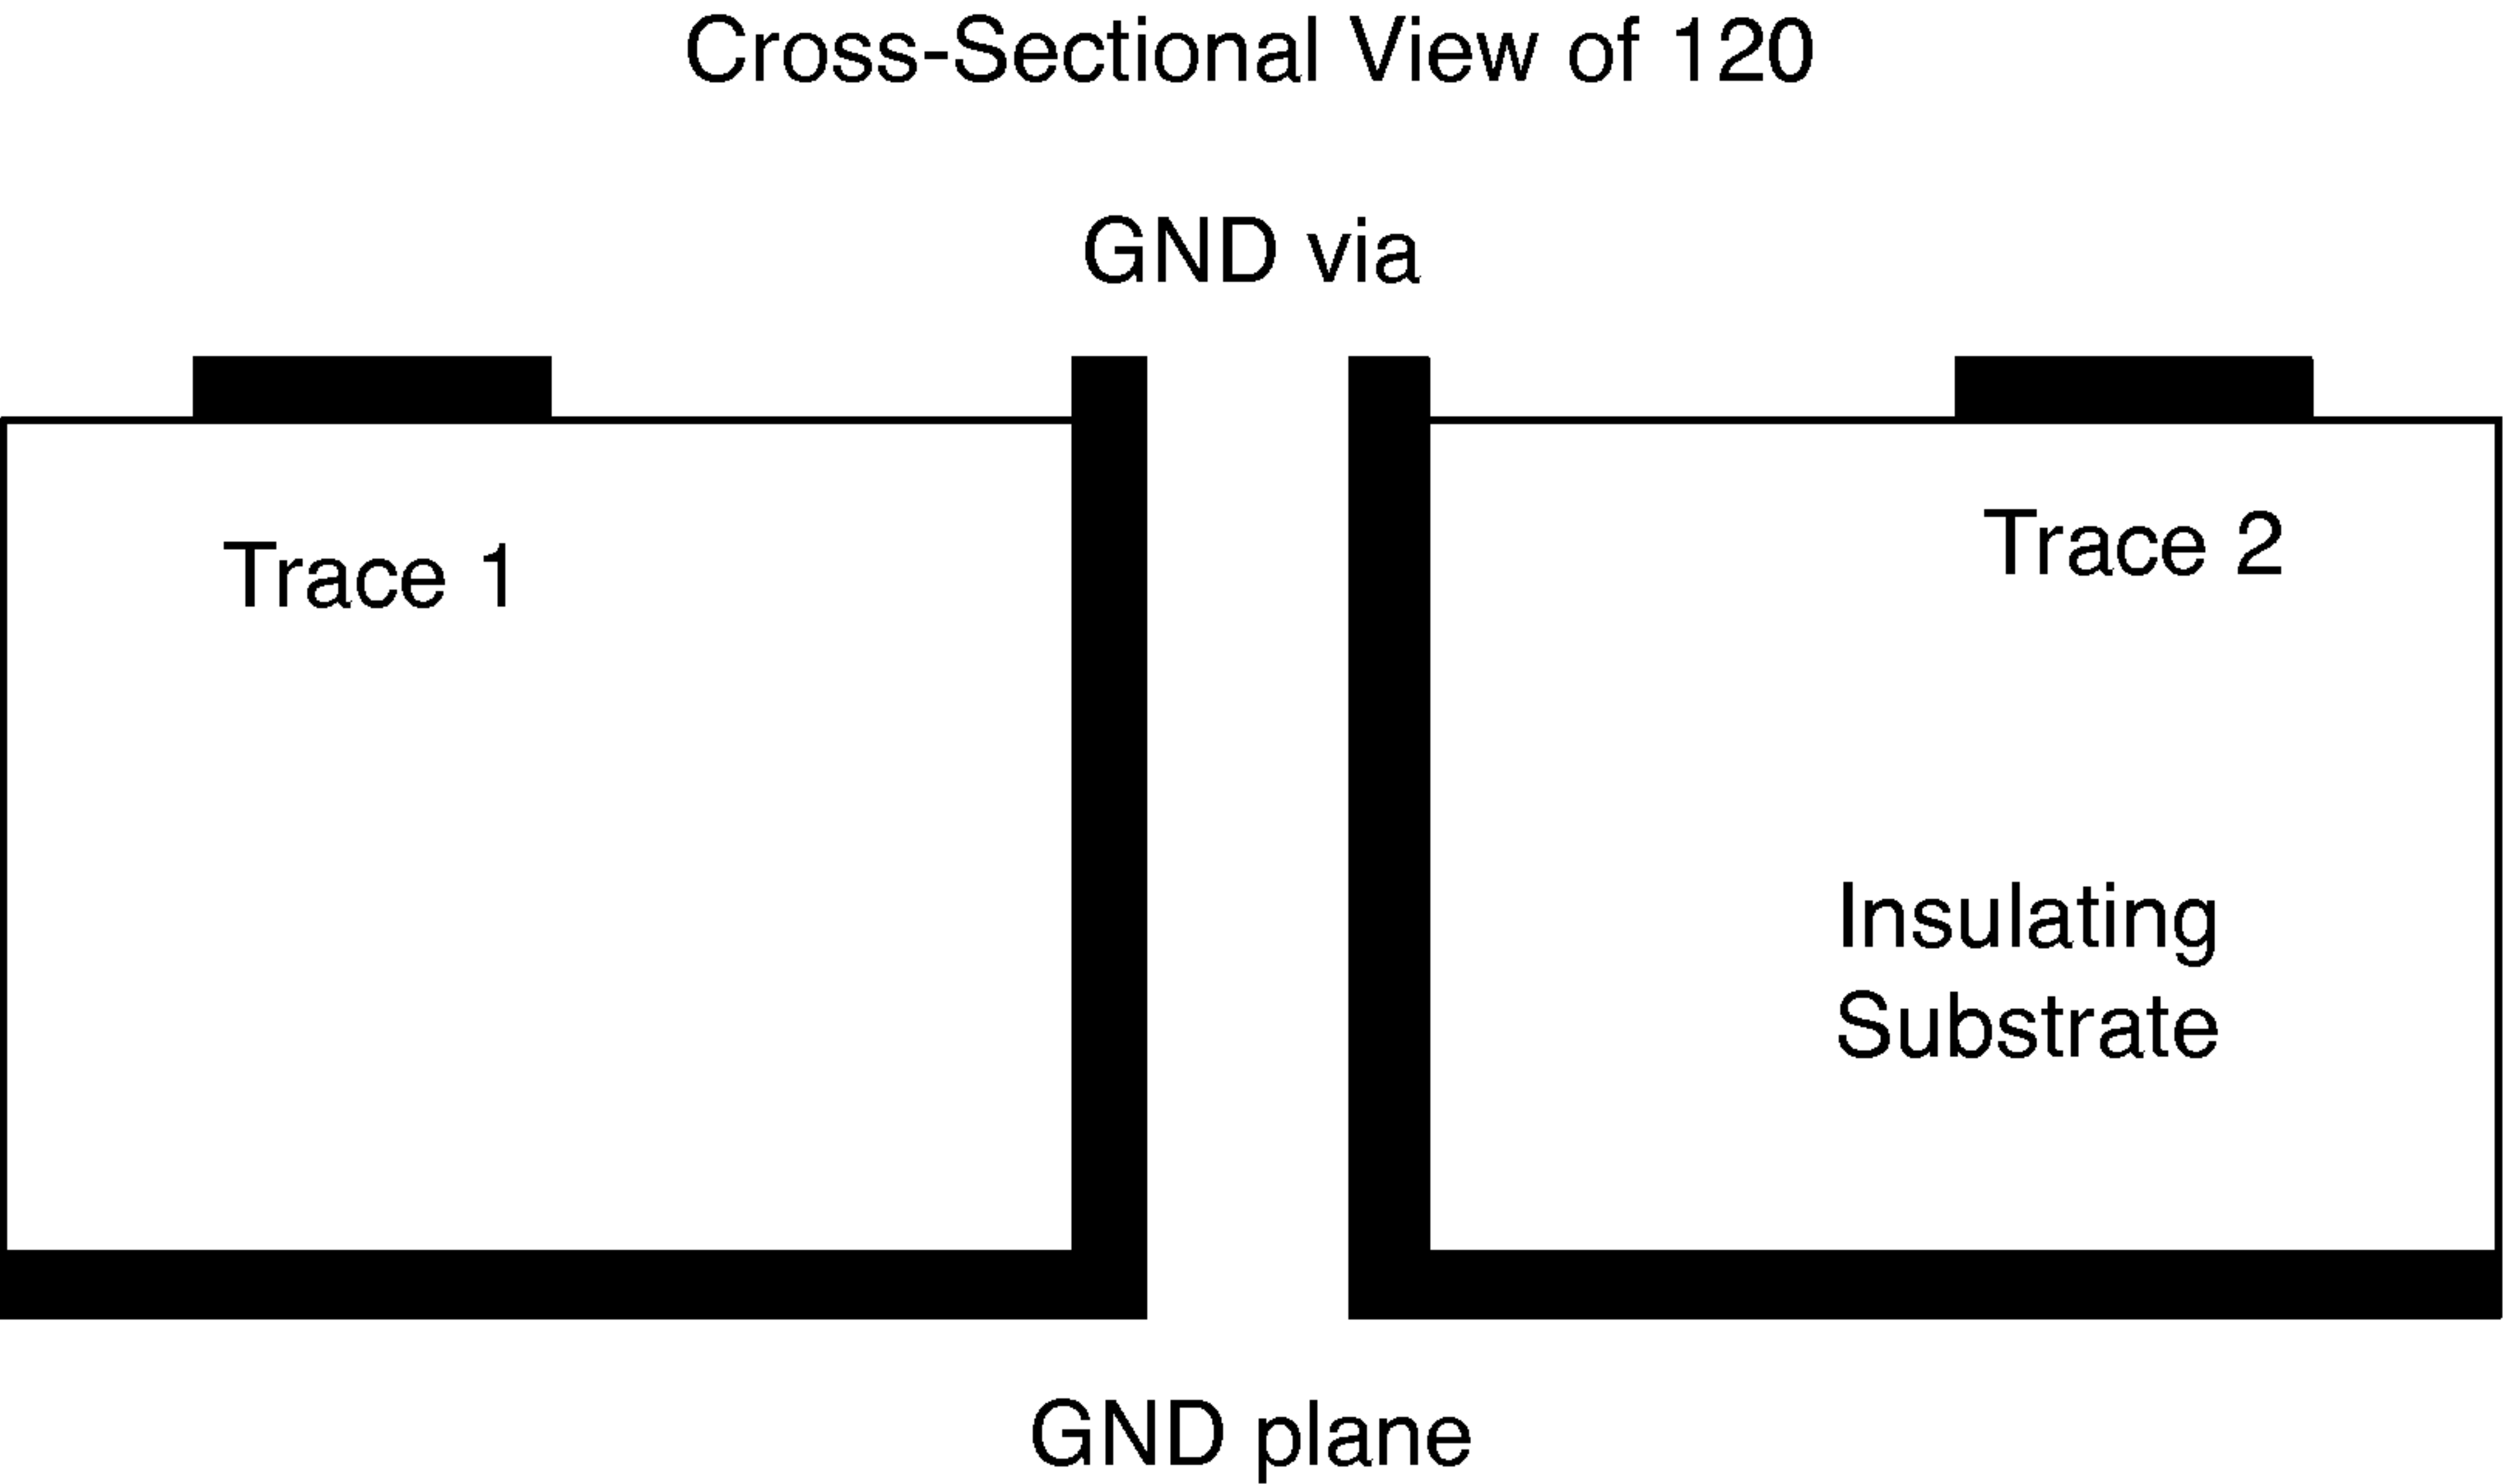 Cross-Sectional View of 120
GND via
Trace 1
Trace 2
Insulating
Substrate
GND plane